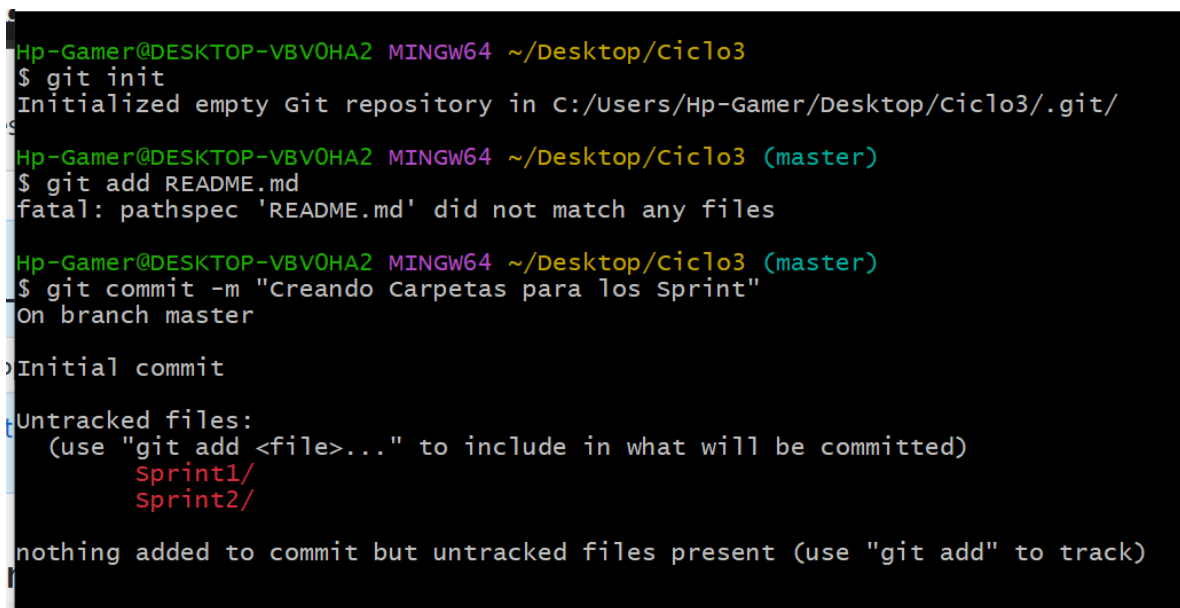 Hp-Gamer@DESKTOP-VBV0HA2 MINGW64 ~/Desktop/Ciclo3
$ git init
Initialized empty Git repository in C:/Users/Hp-Gamer/Desktop/Ciclo3/.git/
Hp-Gamer@DESKTOP-VBV0HA2 MINGW64 ~/Desktop/Ciclo3 (master)
$ git add README.md
fatal: pathspec 'README.md' did not match any files
Hp-Gamer@DESKTOP-VBV0HA2 MINGW64 ~/Desktop/Ciclo3 (master)
$ git commit -m "Creando Carpetas para los Sprint"
On branch master
Initial commit
Untracked files:
(use "git add <file>..." to include in what will be committed)
Sprint1/
Sprint2/
nothing added to commit but untracked files present (use "git add" to track)